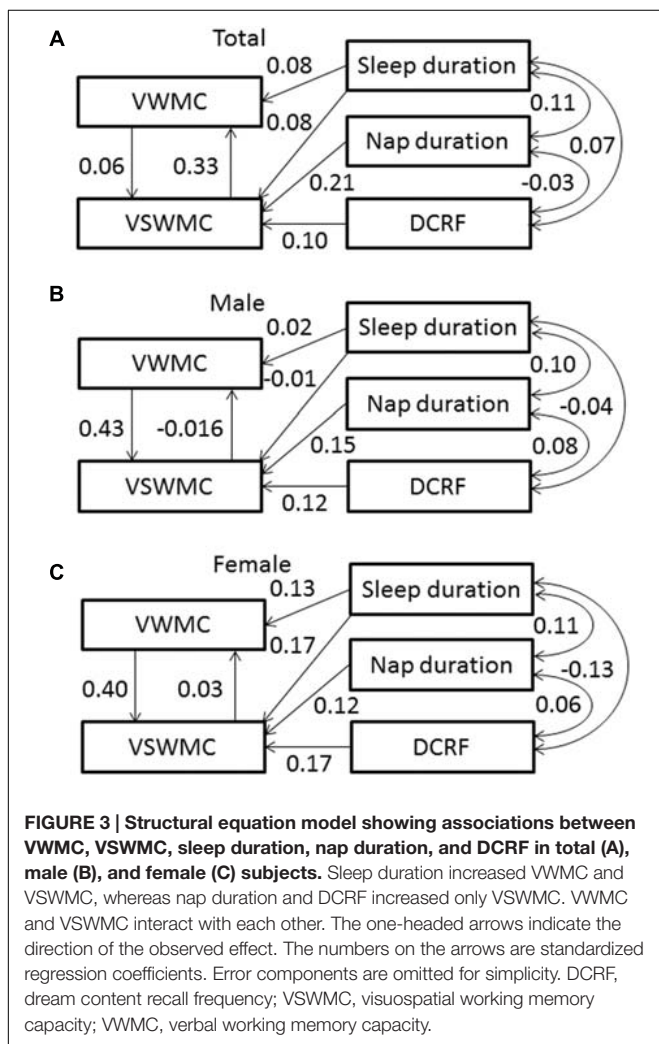 A
Total
0.08
Sleep duration
VWMC
0.08
0.11
Nap duration
0.07
0.06
0.33
0.21
-0.03
VSWMC
0.10
DCRF
B
Male
0.02
Sleep duration
VWMC
-0.01
0.10
Nap duration
-0.04
0.43
-0.016
0.15
0.08
VSWMC
0.12
DCRF
C
Female
0.13
Sleep duration
VWMC
0.17
0.11
Nap duration
-0.13
0.40
0.03
0.12
0.06
VSWMC
0.17
DCRF
FIGURE 3 | Structural equation model showing associations between
VWMC, VSWMC, sleep duration, nap duration, and DCRF in total (A),
male (B), and female (C) subjects. Sleep duration increased VWMC and
VSWMC, whereas nap duration and DCRF increased only VSWMC. VWMC
and VSWMC interact with each other. The one-headed arrows indicate the
direction of the observed effect. The numbers on the arrows are standardized
regression coefficients. Error components are omitted for simplicity. DCRF,
dream content recall frequency; VSWMC, visuospatial working memory
capacity; VWMC, verbal working memory capacity.